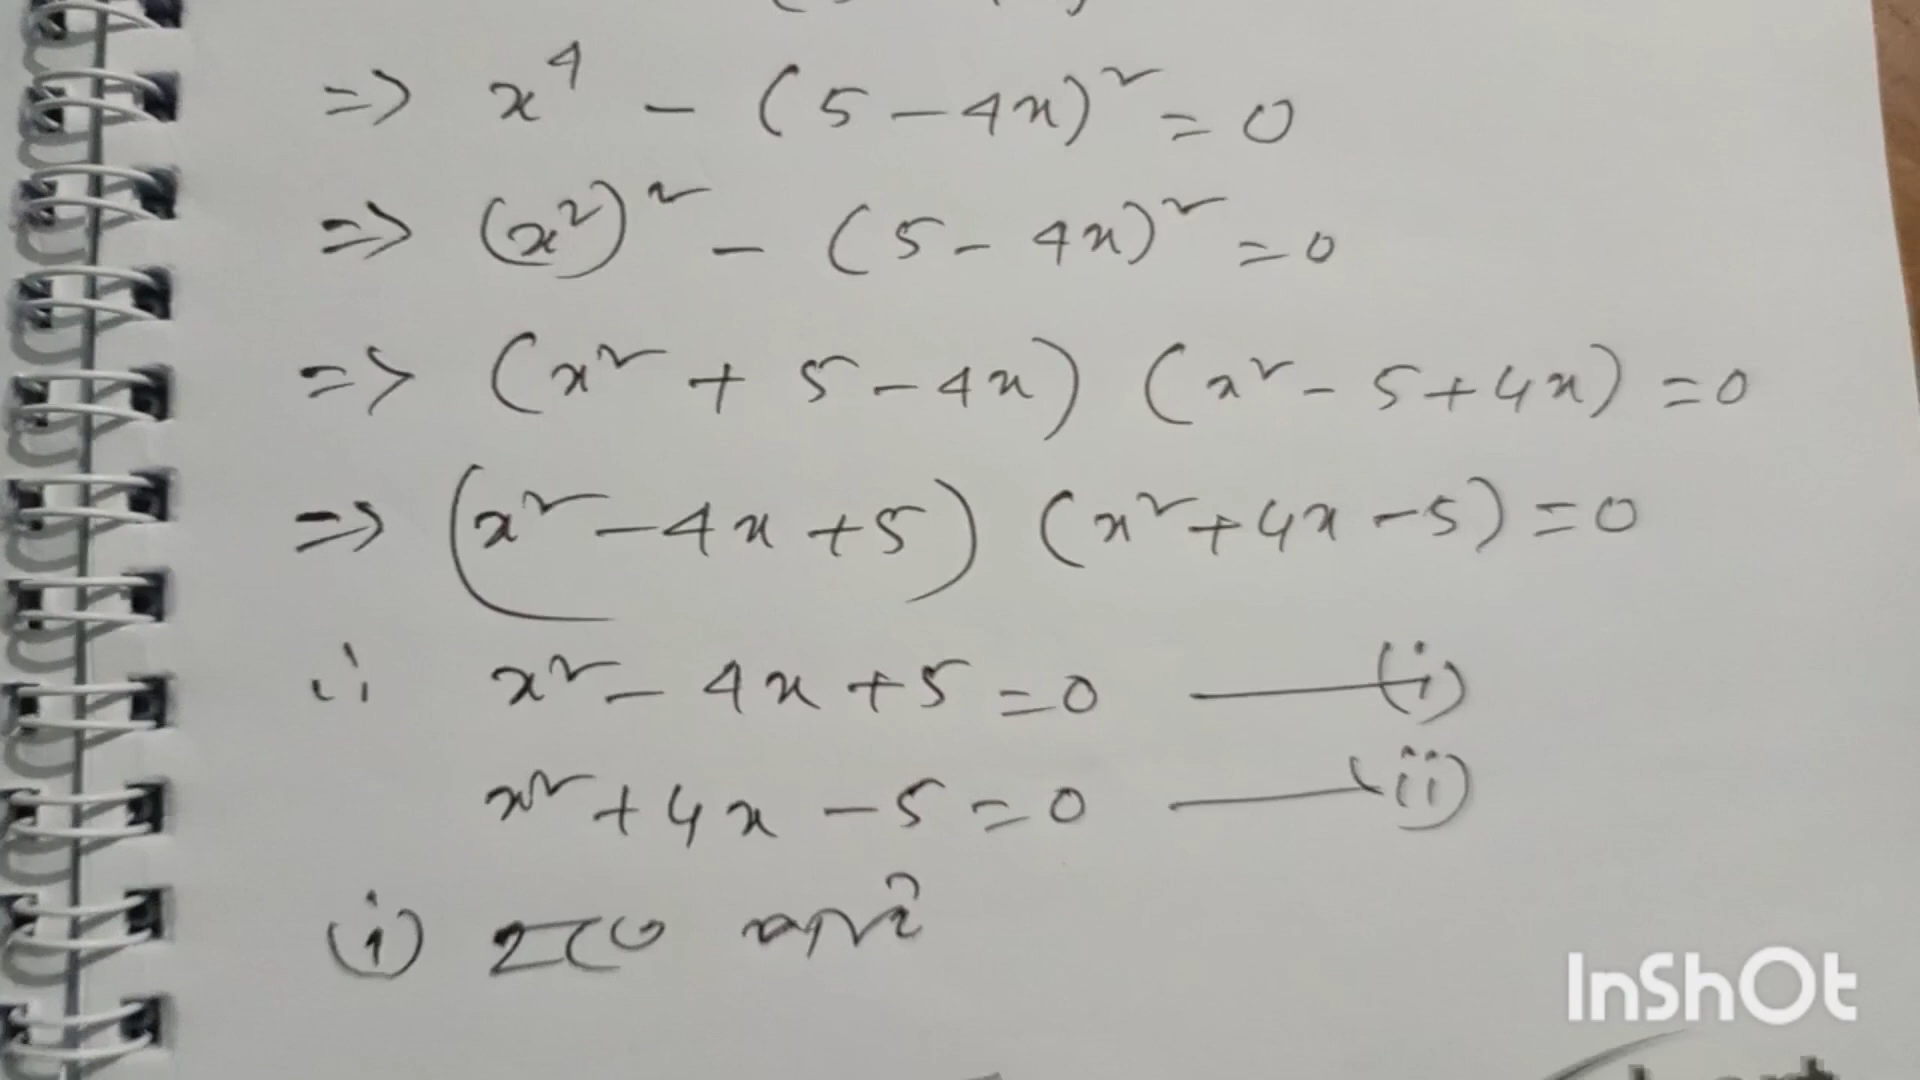 => x⁴ - (5 - 4x)² = 0
=> (x²)² - (5 - 4x)² = 0
=> (x² + 5 - 4x) (x² - 5 + 4x) = 0
=> (x² - 4x + 5) (x² + 4x - 5) = 0
∴ x² - 4x + 5 = 0 —— (i)
x² + 4x - 5 = 0 —— (ii)
(i) হতে পাই
InShOt